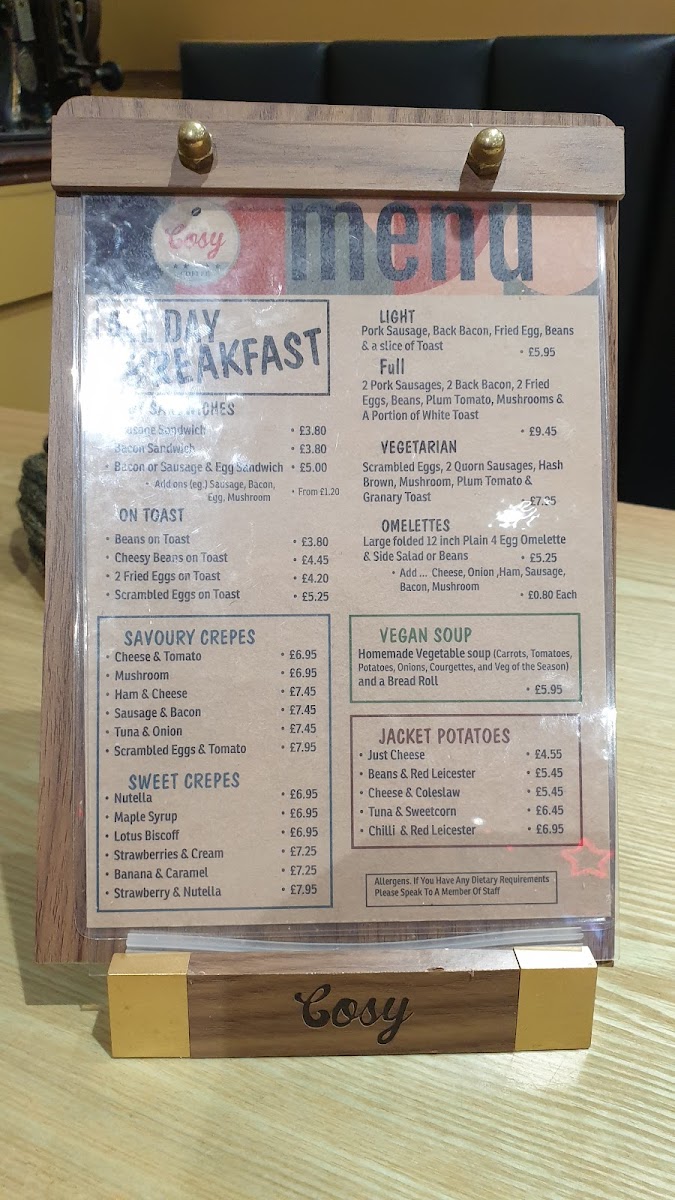 Cosy
COFFEE
menu
ALL DAY
BREAKFAST
SANDWICHES
Sausage Sandwich • £3.80
Bacon Sandwich • £3.80
• Bacon or Sausage & Egg Sandwich • £5.00
• Add ons (eg.) Sausage, Bacon,
Egg, Mushroom • From £1.20
ON TOAST
• Beans on Toast • £3.80
• Cheesy Beans on Toast • £4.45
• 2 Fried Eggs on Toast • £4.20
• Scrambled Eggs on Toast • £5.25
SAVOURY CREPES
• Cheese & Tomato • £6.95
• Mushroom • £6.95
• Ham & Cheese • £7.45
• Sausage & Bacon • £7.45
• Tuna & Onion • £7.45
• Scrambled Eggs & Tomato • £7.95
SWEET CREPES
• Nutella • £6.95
• Maple Syrup • £6.95
• Lotus Biscoff • £6.95
• Strawberries & Cream • £7.25
• Banana & Caramel • £7.25
• Strawberry & Nutella • £7.95
LIGHT
Pork Sausage, Back Bacon, Fried Egg, Beans
& a slice of Toast
• £5.95
Full
2 Pork Sausages, 2 Back Bacon, 2 Fried
Eggs, Beans, Plum Tomato, Mushrooms &
A Portion of White Toast
• £9.45
VEGETARIAN
Scrambled Eggs, 2 Quorn Sausages, Hash
Brown, Mushroom, Plum Tomato &
Granary Toast
OMELETTES
Large folded 12 inch Plain 4 Egg Omelette
& Side Salad or Beans • £5.25
• Add ... Cheese, Onion ,Ham, Sausage,
Bacon, Mushroom
• £0.80 Each
VEGAN SOUP
Homemade Vegetable soup (Carrots, Tomatoes,
Potatoes, Onions, Courgettes, and Veg of the Season)
and a Bread Roll
• £5.95
JACKET POTATOES
• Just Cheese • £4.55
• Beans & Red Leicester • £5.45
• Cheese & Coleslaw • £5.45
• Tuna & Sweetcorn • £6.45
• Chilli & Red Leicester • £6.95
Allergens. If You Have Any Dietary Requirements
Please Speak To A Member Of Staff
Cosy